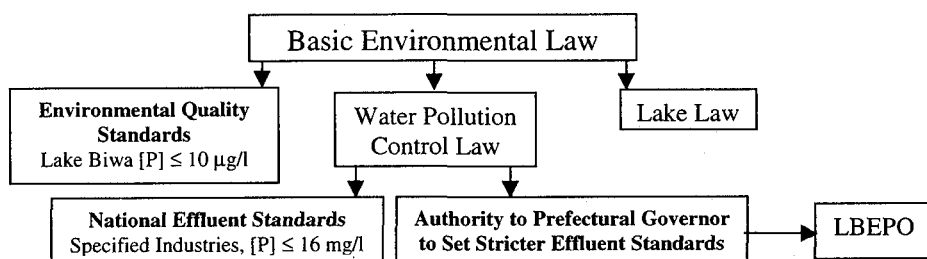 Basic Environmental Law
Environmental Quality
Standards
Lake Biwa [P] ≤ 10 μg/l
Water Pollution
Control Law
Lake Law
National Effluent Standards
Specified Industries, [P] ≤ 16 mg/l
Authority to Prefectural Governor
to Set Stricter Effluent Standards
LBEPO